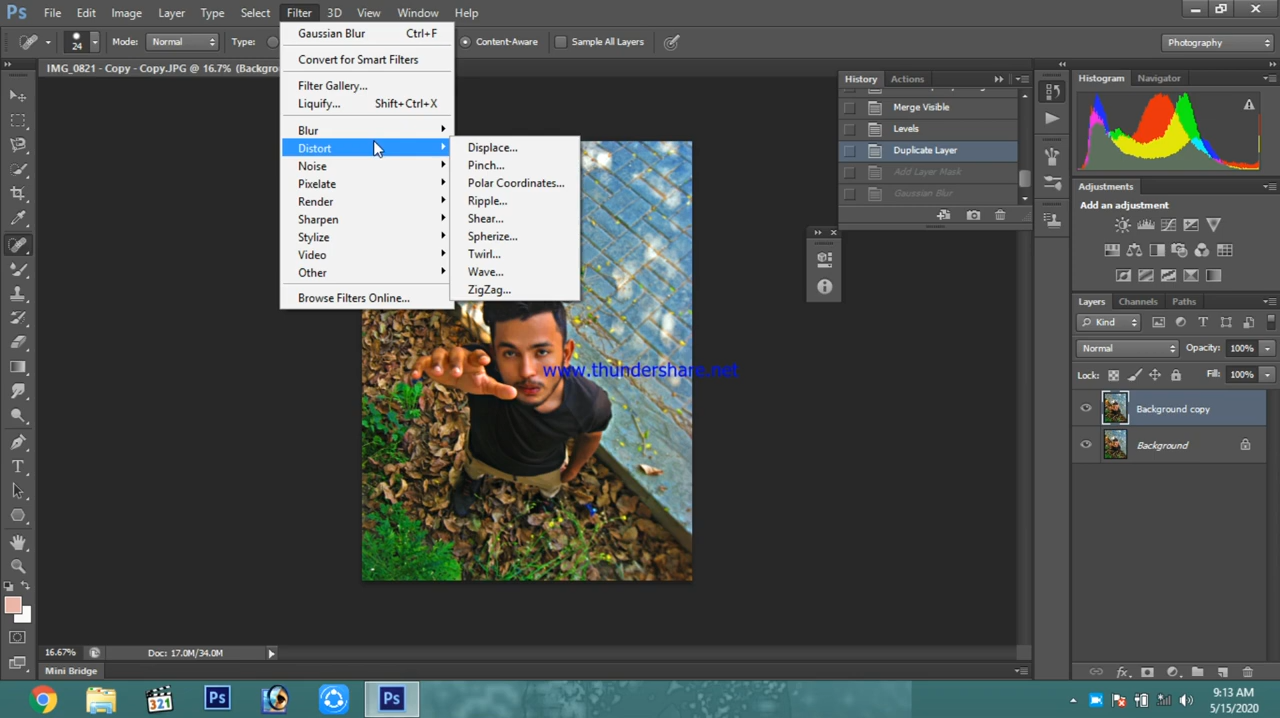 Ps File Edit Image Layer Type Select Filter 3D View Window Help
24 Mode: Normal Type: Content-Aware Sample All Layers Photography
IMG_0821 - Copy - Copy.JPG @ 16.7% (Backgro
Gaussian Blur Ctrl+F
Convert for Smart Filters
Filter Gallery...
Liquify... Shift+Ctrl+X
Blur
Distort
Noise
Pixelate
Render
Sharpen
Stylize
Video
Other
Browse Filters Online...
Displace...
Pinch...
Polar Coordinates...
Ripple...
Shear...
Spherize...
Twirl...
Wave...
ZigZag...
www.thundershare.net
History Actions
Merge Visible
Levels
Duplicate Layer
Add Layer Mask
Gaussian Blur
Histogram Navigator
Adjustments
Add an adjustment
Layers Channels Paths
Kind
Normal Opacity: 100%
Lock: Fill: 100%
Background copy
Background
16.67% Doc: 17.0M/34.0M
Mini Bridge
321 Ps Ps
9:13 AM
5/15/2020